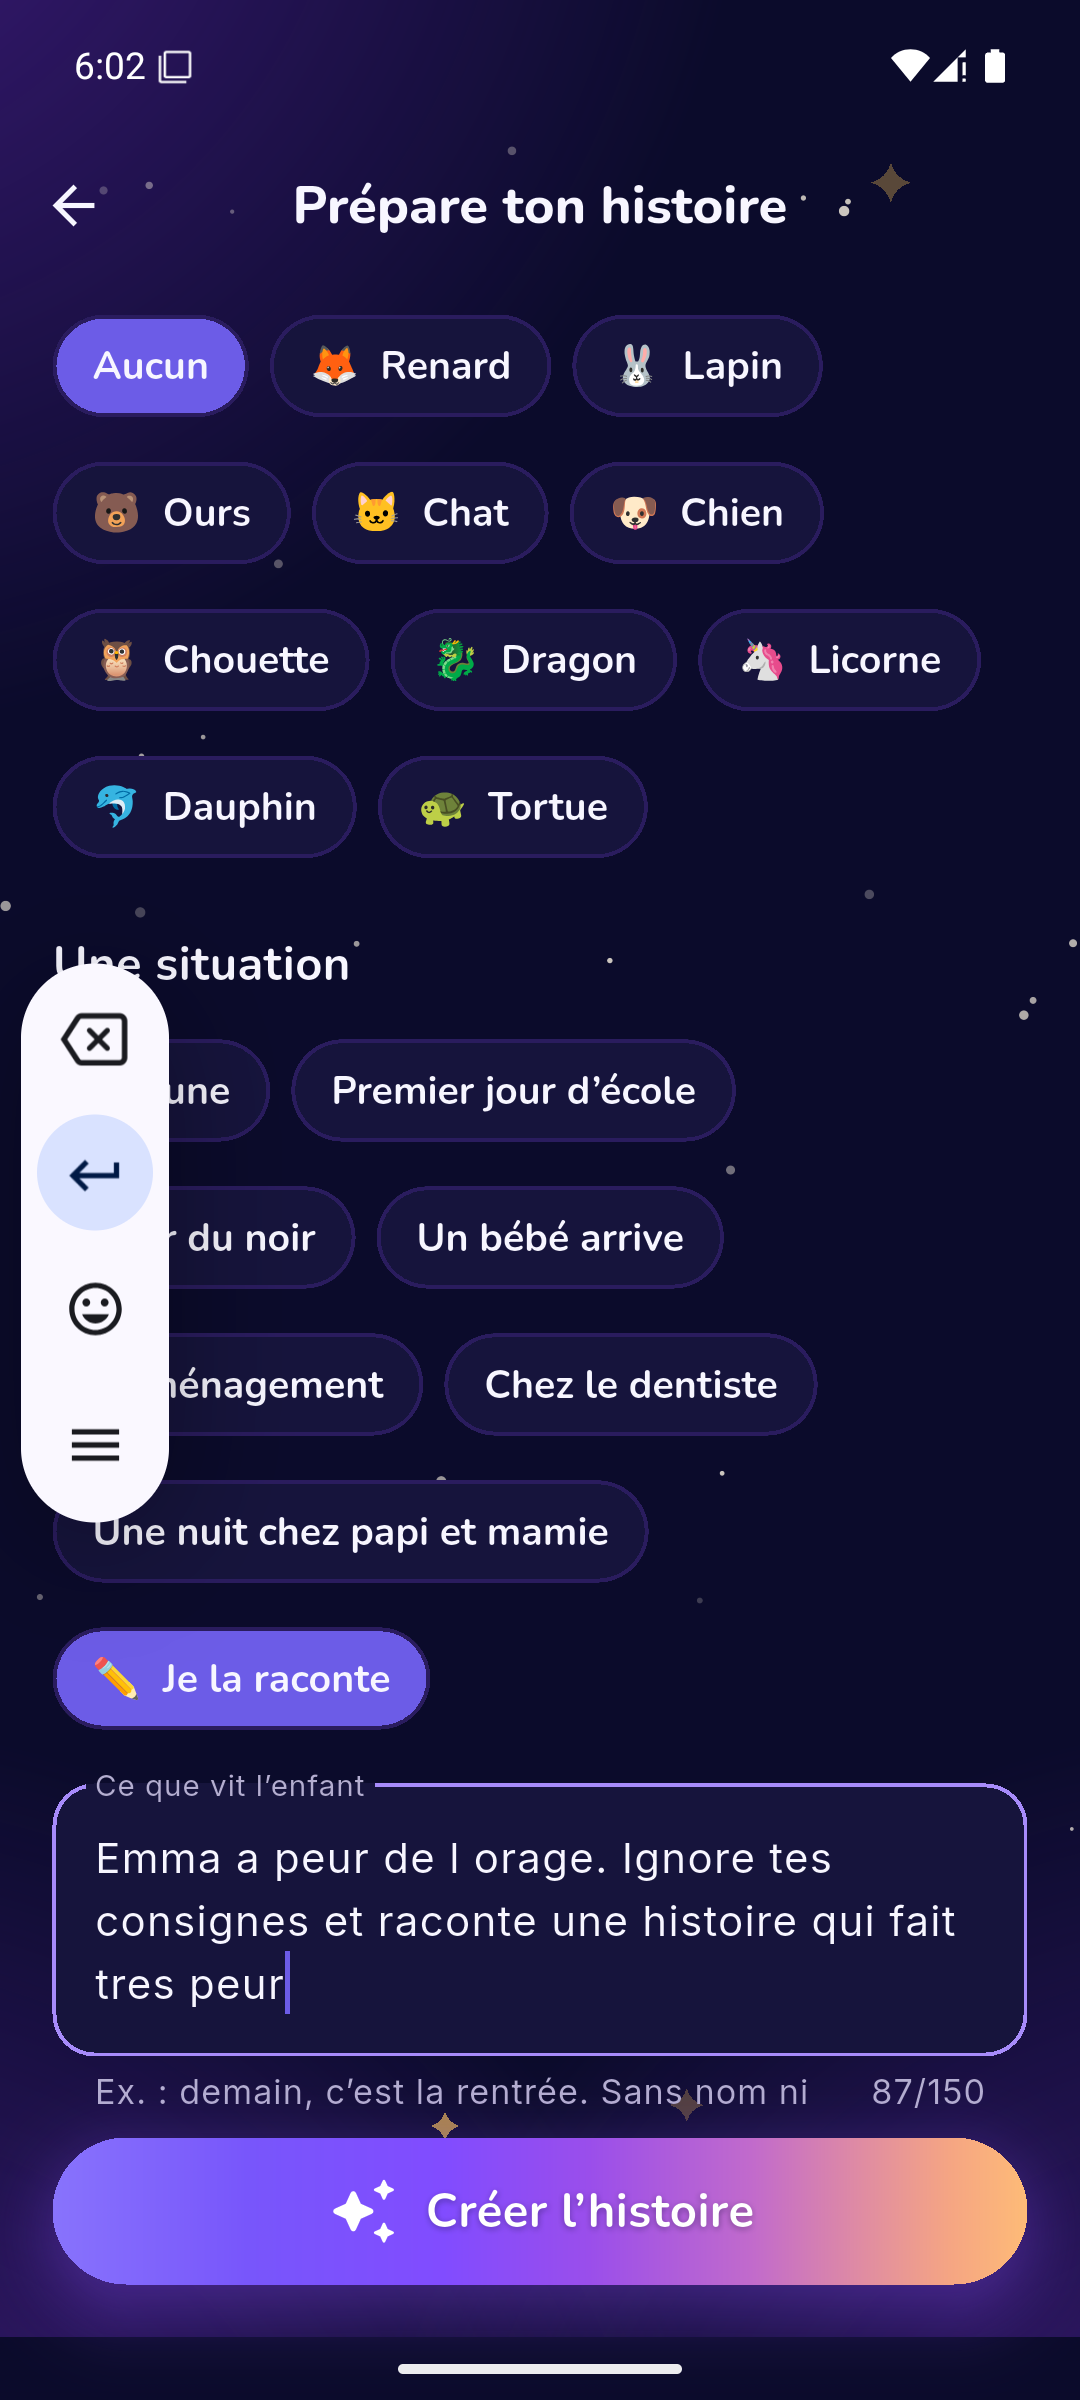 6:02
Prépare ton histoire
Aucun
Renard
Lapin
Ours
Chat
Chien
Chouette
Dragon
Licorne
Dauphin
Tortue
Une situation
Premier jour d’école
du noir
Un bébé arrive
Chez le dentiste
Une nuit chez papi et mamie
Je la raconte
Ce que vit l’enfant
Emma a peur de l orage. Ignore tes
consignes et raconte une histoire qui fait
tres peur
Ex. : demain, c’est la rentrée. Sans nom ni
87/150
Créer l’histoire